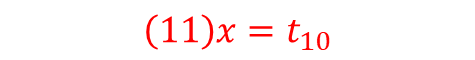 (11)x = t₁₀